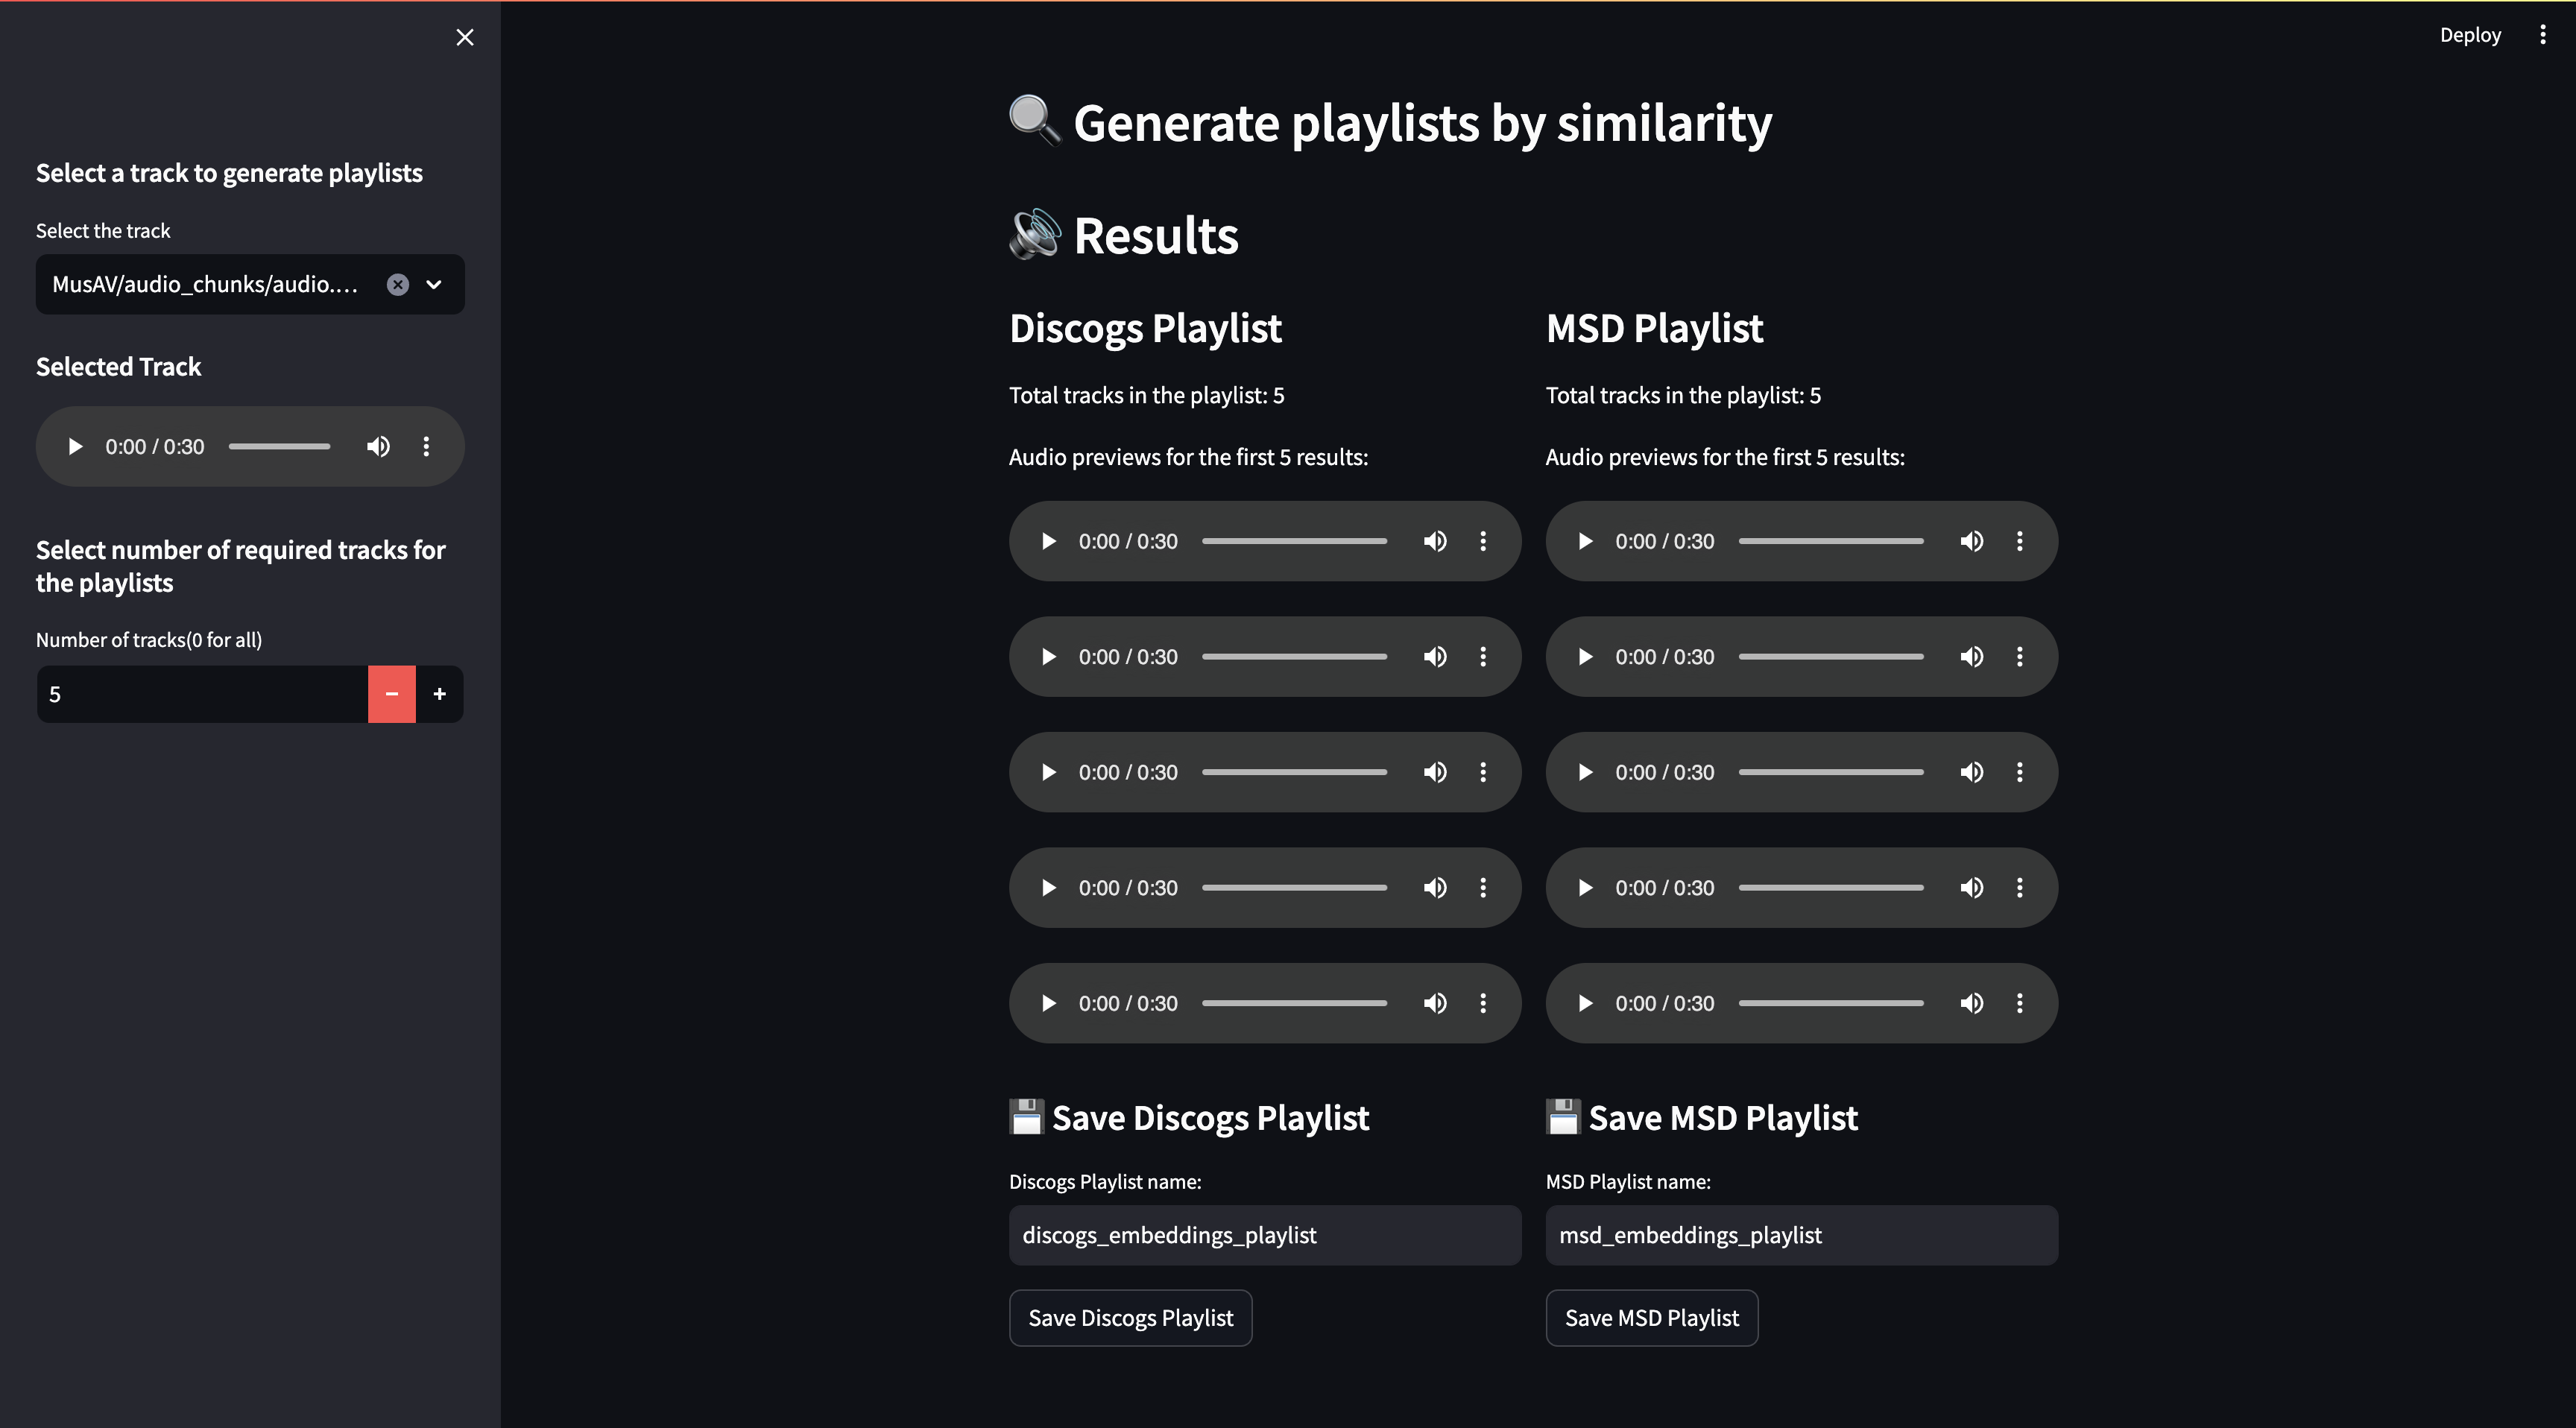 Deploy
Select a track to generate playlists
Select the track
MusAV/audio_chunks/audio....
Selected Track
0:00 / 0:30
Select number of required tracks for
the playlists
Number of tracks(0 for all)
5
Generate playlists by similarity
Results
Discogs Playlist
Total tracks in the playlist: 5
Audio previews for the first 5 results:
0:00 / 0:30
0:00 / 0:30
0:00 / 0:30
0:00 / 0:30
0:00 / 0:30
Save Discogs Playlist
Discogs Playlist name:
discogs_embeddings_playlist
Save Discogs Playlist
MSD Playlist
Total tracks in the playlist: 5
Audio previews for the first 5 results:
0:00 / 0:30
0:00 / 0:30
0:00 / 0:30
0:00 / 0:30
0:00 / 0:30
Save MSD Playlist
MSD Playlist name:
msd_embeddings_playlist
Save MSD Playlist